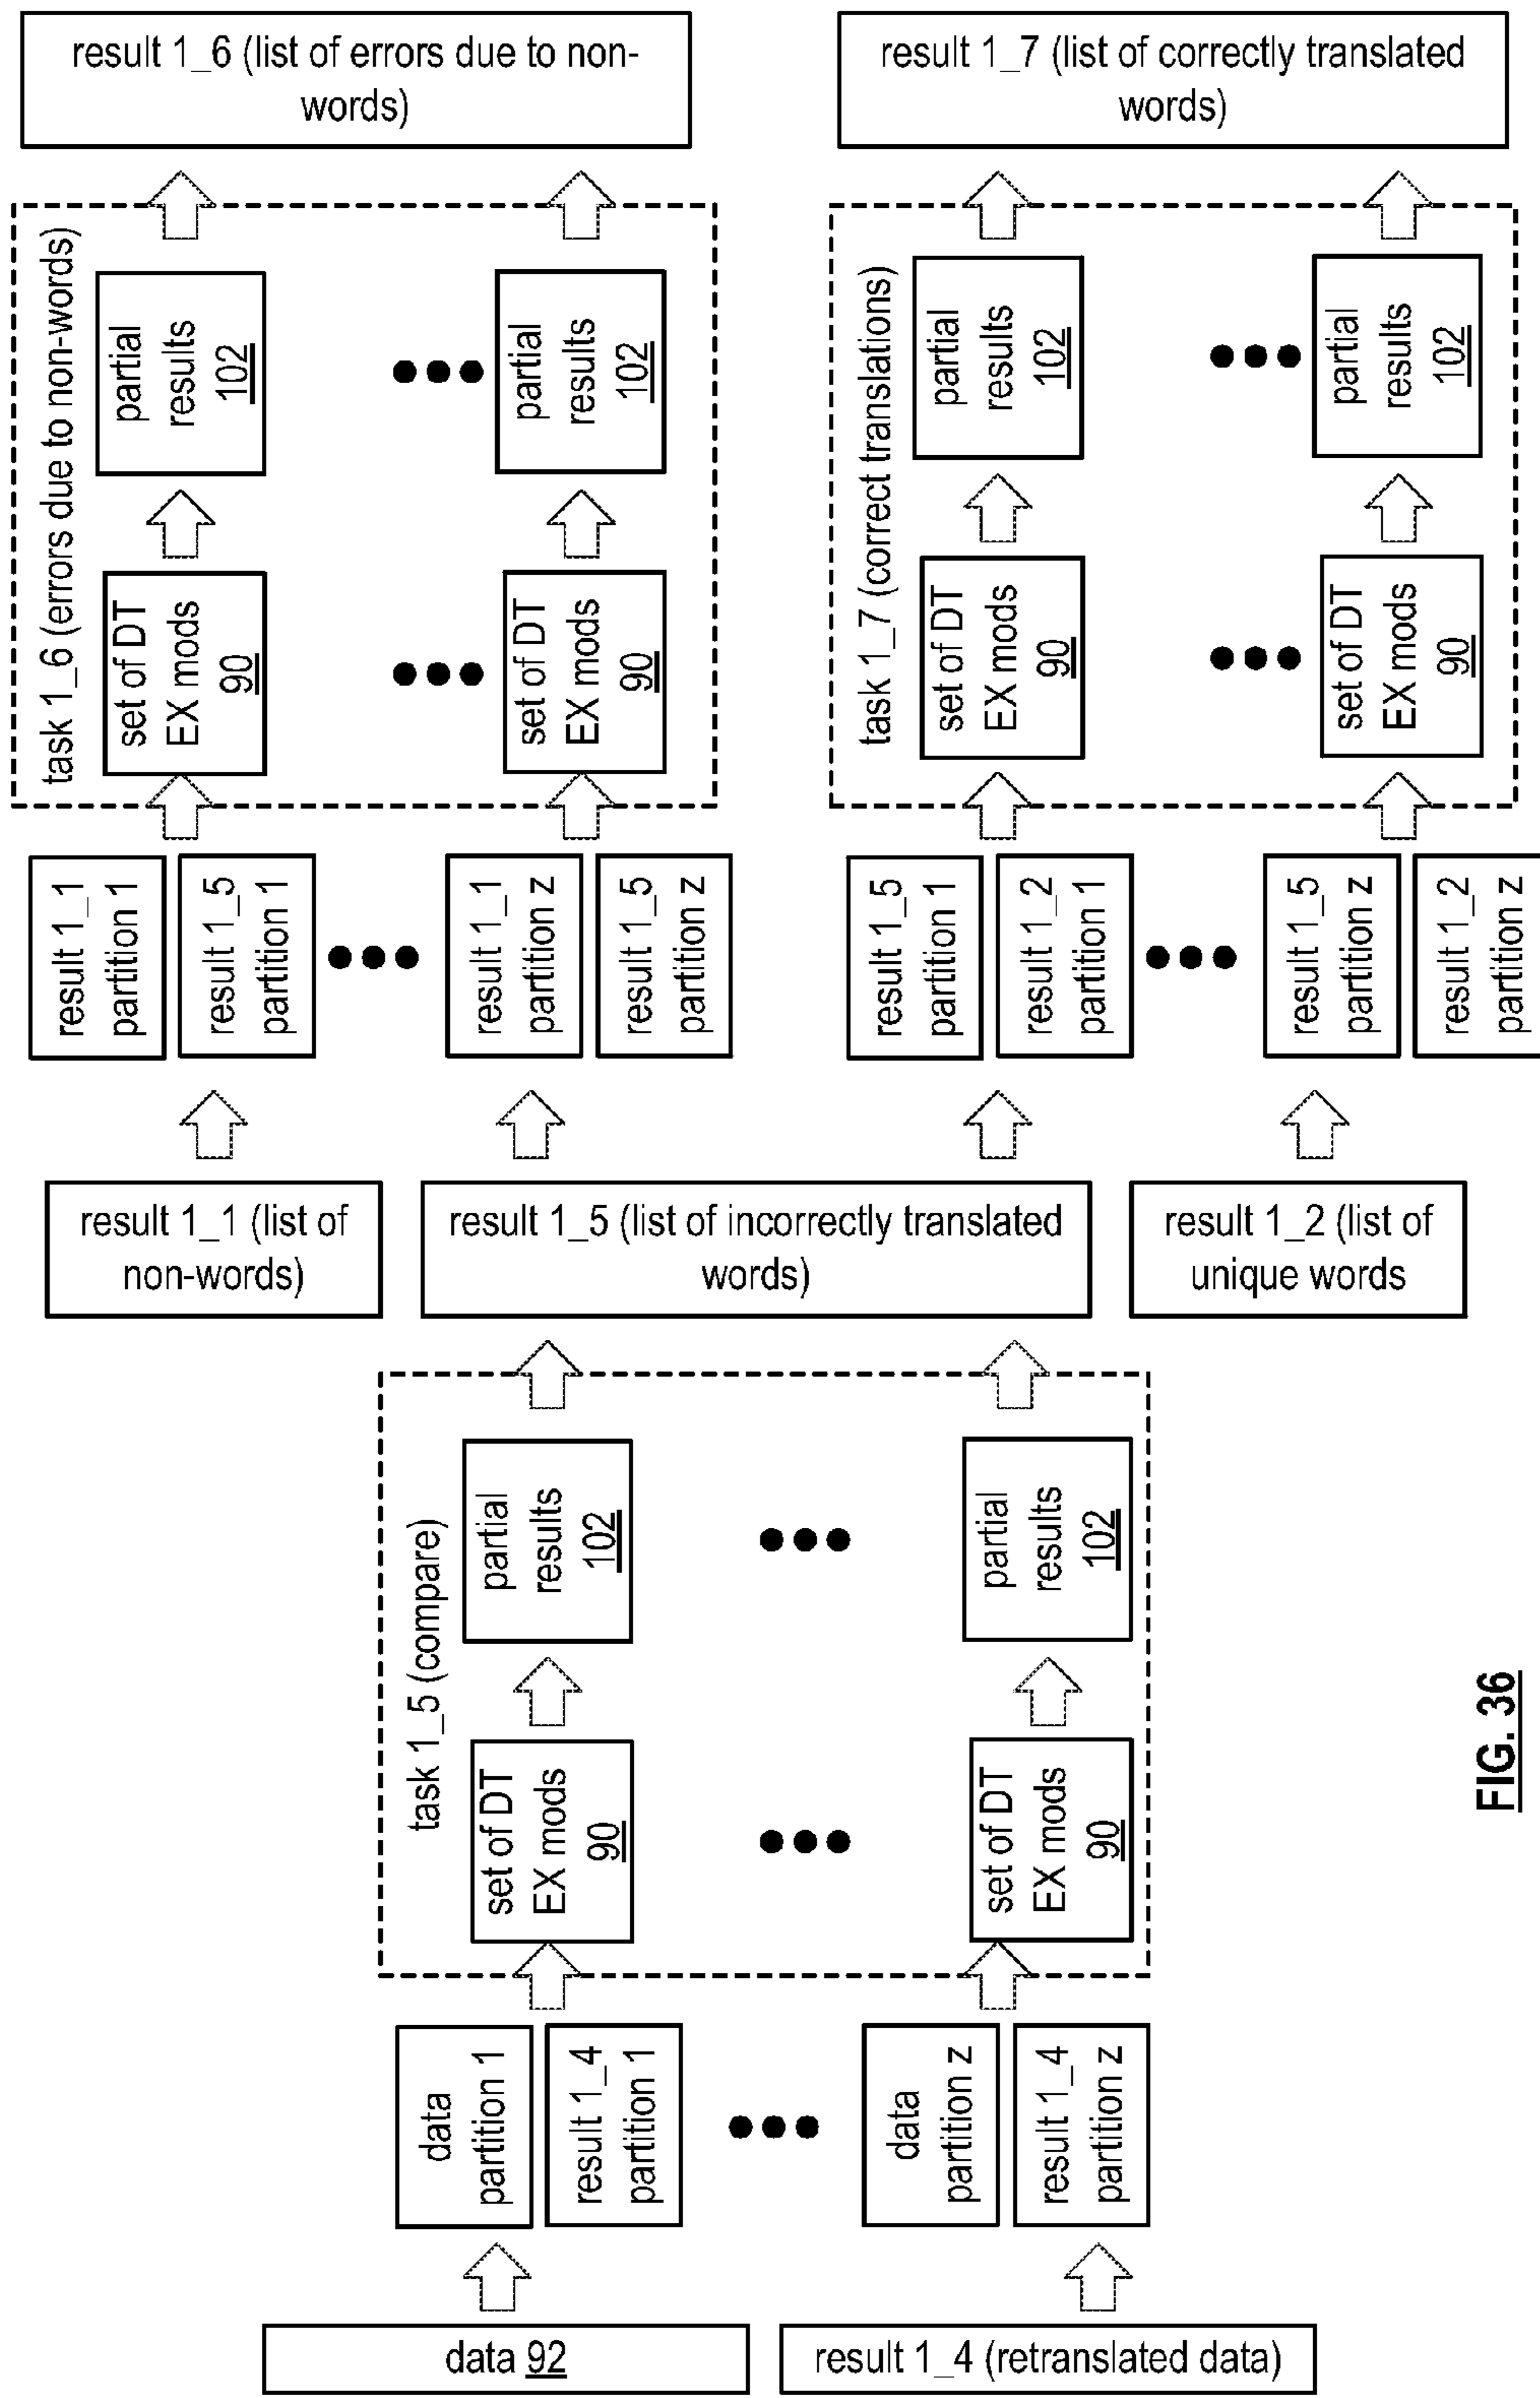 result 1_6 (list of errors due to non-
words)
result 1_7 (list of correctly translated
words)
task 1_6 (errors due to non-words)
set of DT
EX mods
90
partial
results
102
set of DT
EX mods
90
partial
results
102
task 1_7 (correct translations)
set of DT
EX mods
90
partial
results
102
set of DT
EX mods
90
partial
results
102
result 1_1
partition 1
result 1_5
partition 1
result 1_1
partition z
result 1_5
partition z
result 1_5
partition 1
result 1_2
partition 1
result 1_5
partition z
result 1_2
partition z
result 1_1 (list of
non-words)
result 1_5 (list of incorrectly translated
words)
result 1_2 (list of
unique words
task 1_5 (compare)
set of DT
EX mods
90
partial
results
102
set of DT
EX mods
90
partial
results
102
data
partition 1
result 1_4
partition 1
data
partition z
result 1_4
partition z
data 92
result 1_4 (retranslated data)
FIG. 36